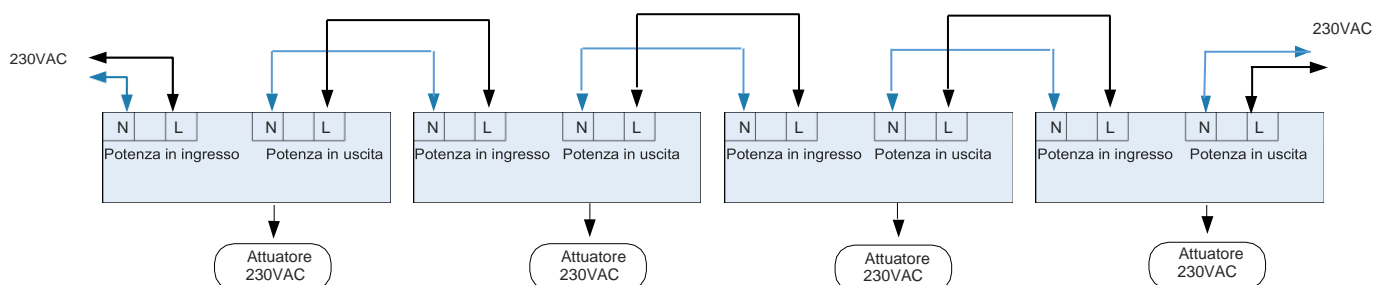 230VAC
230VAC
N L N L
Potenza in ingresso Potenza in uscita
N L N L
Potenza in ingresso Potenza in uscita
N L N L
Potenza in ingresso Potenza in uscita
N L N L
Potenza in ingresso Potenza in uscita
Attuatore
230VAC
Attuatore
230VAC
Attuatore
230VAC
Attuatore
230VAC